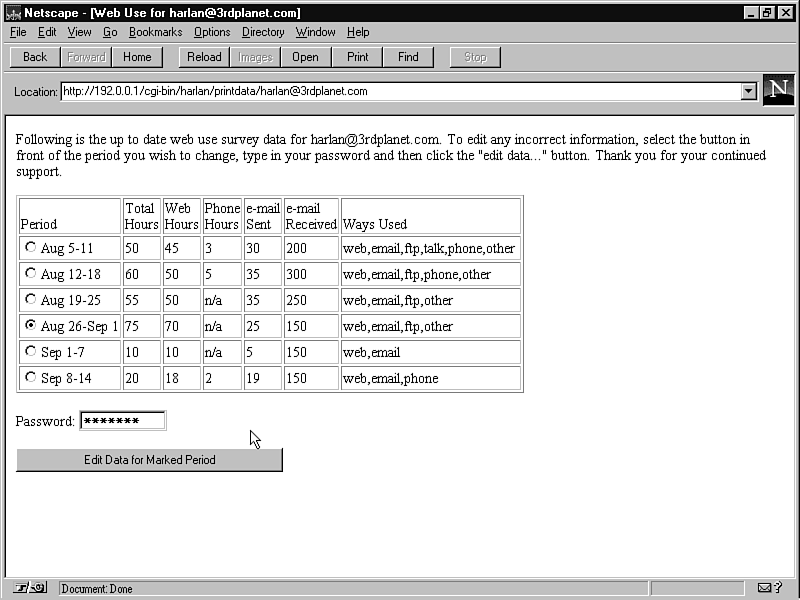 Netscape - [Web Use for harlan@3rdplanet.com]
File Edit View Go Bookmarks Options Directory Window Help
Back Forward Home Reload Images Open Print Find Stop
Location: http://192.0.0.1/cgi-bin/harlan/printdata/harlan@3rdplanet.com
N
Following is the up to date web use survey data for harlan@3rdplanet.com. To edit any incorrect information, select the button in
front of the period you wish to change, type in your password and then click the "edit data..." button. Thank you for your continued
support.
Period Total Hours Web Hours Phone Hours e-mail Sent e-mail Received Ways Used
Aug 5-11 50 45 3 30 200 web,email,ftp,talk,phone,other
Aug 12-18 60 50 5 35 300 web,email,ftp,phone,other
Aug 19-25 55 50 n/a 35 250 web,email,ftp,other
Aug 26-Sep 1 75 70 n/a 25 150 web,email,ftp,other
Sep 1-7 10 10 n/a 5 150 web,email
Sep 8-14 20 18 2 19 150 web,email,phone
Password: *******
Edit Data for Marked Period
Document: Done ?